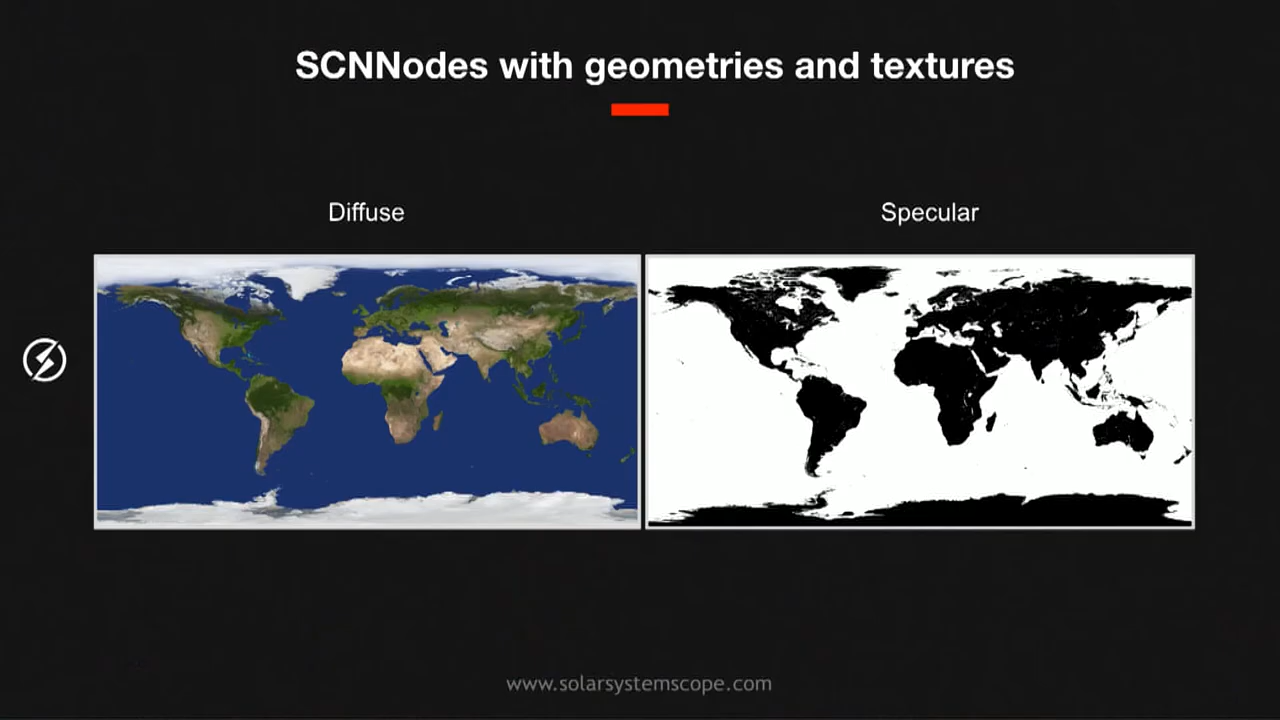 SCNNodes with geometries and textures
Diffuse
Specular
www.solarsystemscope.com